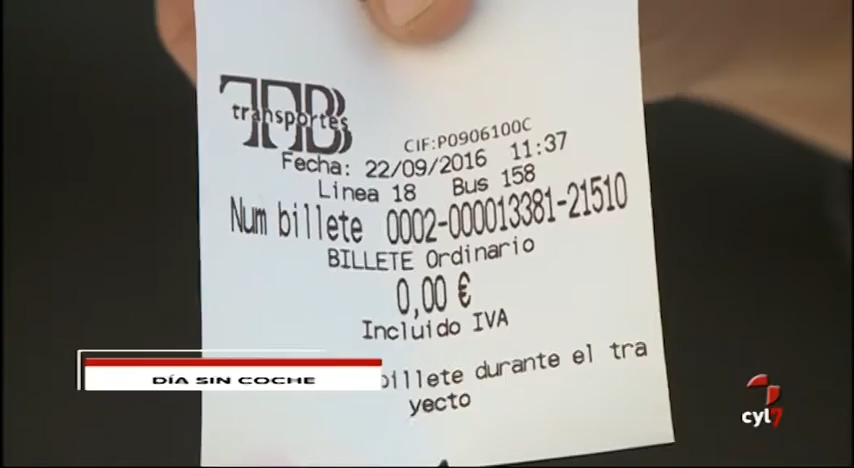 TAB
transportes
CIF:P0906100C
Fecha: 22/09/2016 11:37
Linea 18 Bus 158
Num billete 0002-000013381-21510
BILLETE Ordinario
0,00 €
Incluido IVA
billete durante el tra
yecto
DÍA SIN COCHE
cyl7